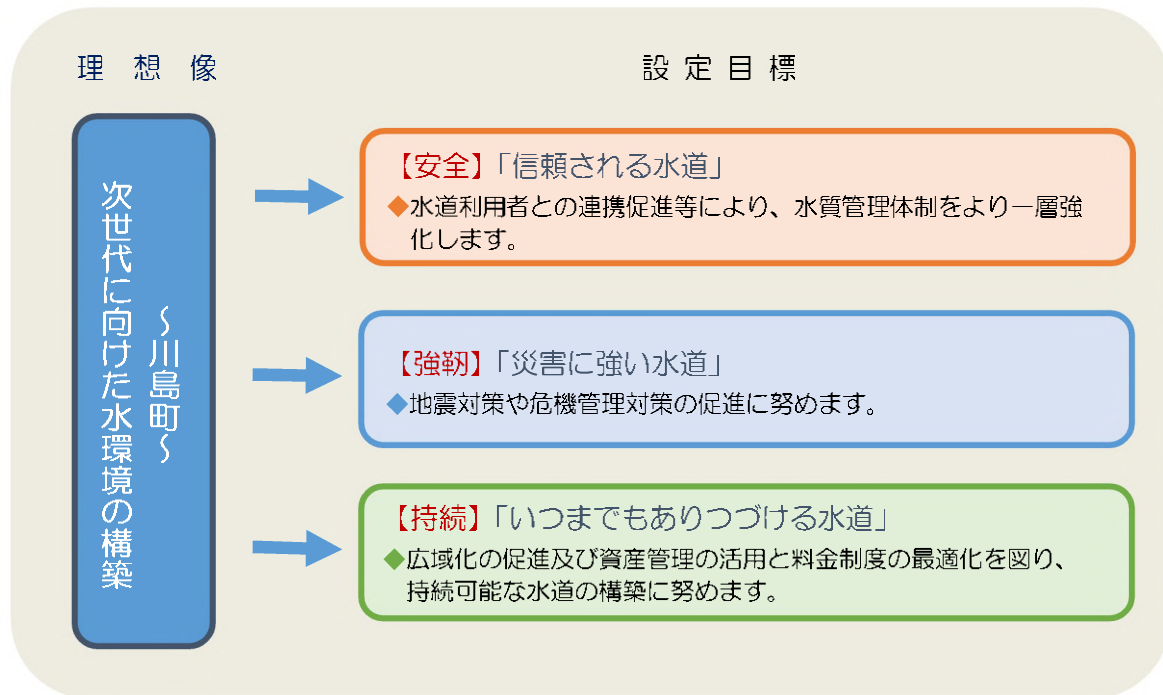 理想像
設定目標
次世代に向けた水環境の構築
～川島町～
【安全】「信頼される水道」
◆水道利用者との連携促進等により、水質管理体制をより一層強
化します。
【強靭】「災害に強い水道」
◆地震対策や危機管理対策の促進に努めます。
【持続】「いつまでもありつづける水道」
◆広域化の促進及び資産管理の活用と料金制度の最適化を図り、
持続可能な水道の構築に努めます。